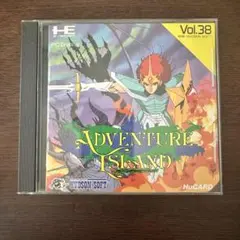 Vol.38
ADVENTURE
ISLAND
HUDSON SOFT
HuCARD